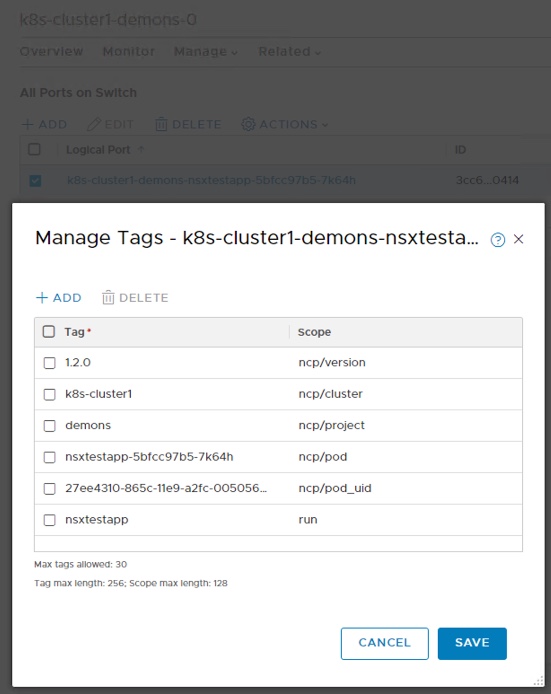 k8s-cluster1-demons-0
Overview Monitor Manage Related
All Ports on Switch
+ ADD EDIT DELETE ACTIONS
Logical Port ID
k8s-cluster1-demons-nsxtestapp-5bfcc97b5-7k64h 3cc6...0414
Manage Tags - k8s-cluster1-demons-nsxtesta... ?
+ ADD DELETE
Tag * Scope
1.2.0 ncp/version
k8s-cluster1 ncp/cluster
demons ncp/project
nsxtestapp-5bfcc97b5-7k64h ncp/pod
27ee4310-865c-11e9-a2fc-005056... ncp/pod_uid
nsxtestapp run
Max tags allowed: 30
Tag max length: 256; Scope max length: 128
CANCEL SAVE